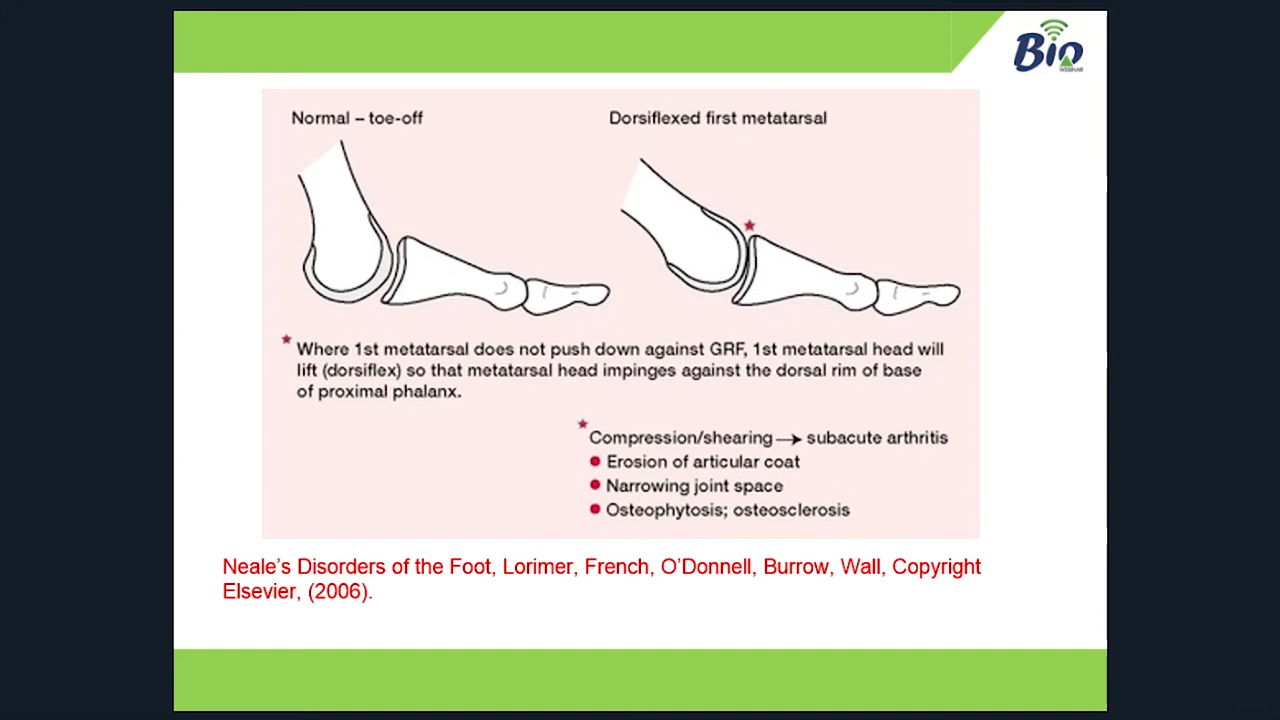 Bio
WEBINAR
Normal – toe-off
Dorsiflexed first metatarsal
Where 1st metatarsal does not push down against GRF, 1st metatarsal head will
lift (dorsiflex) so that metatarsal head impinges against the dorsal rim of base
of proximal phalanx.
Compression/shearing → subacute arthritis
Erosion of articular coat
Narrowing joint space
Osteophytosis; osteosclerosis
Neale's Disorders of the Foot, Lorimer, French, O'Donnell, Burrow, Wall, Copyright
Elsevier, (2006).